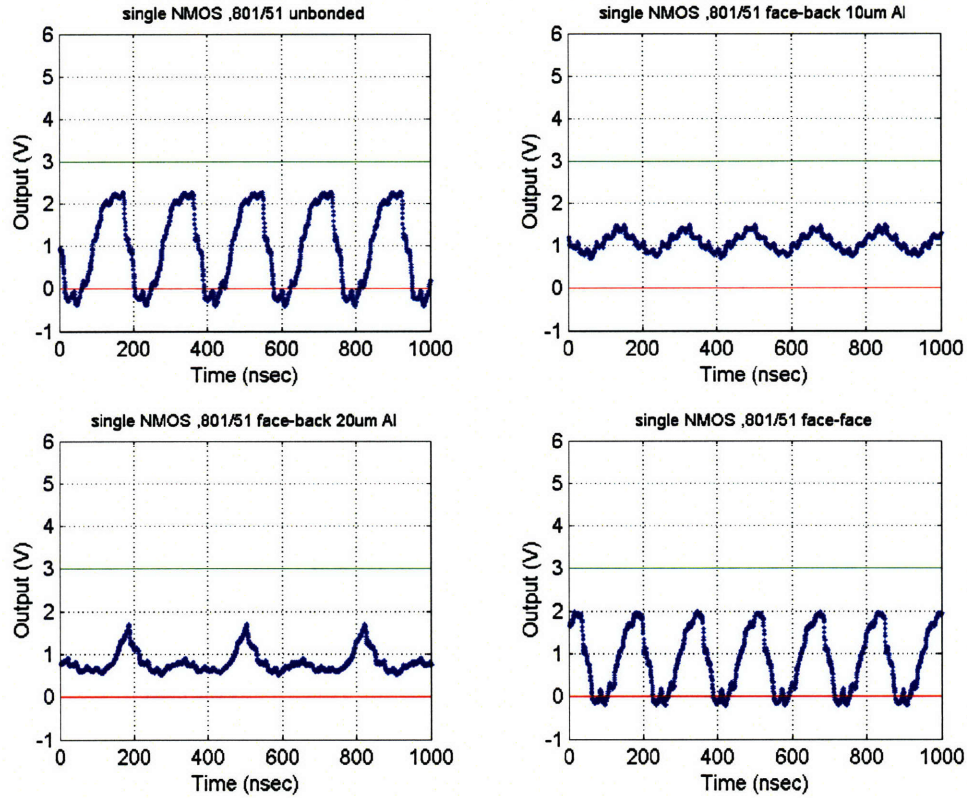 single NMOS ,801/51 unbonded
6
5
4
3
2
1
0
-1
Output (V)
0 200 400 600 800 1000
Time (nsec)
single NMOS ,801/51 face-back 10um Al
6
5
4
3
2
1
0
-1
Output (V)
0 200 400 600 800 1000
Time (nsec)
single NMOS ,801/51 face-back 20um Al
6
5
4
3
2
1
0
-1
Output (V)
0 200 400 600 800 1000
Time (nsec)
single NMOS ,801/51 face-face
6
5
4
3
2
1
0
-1
Output (V)
0 200 400 600 800 1000
Time (nsec)